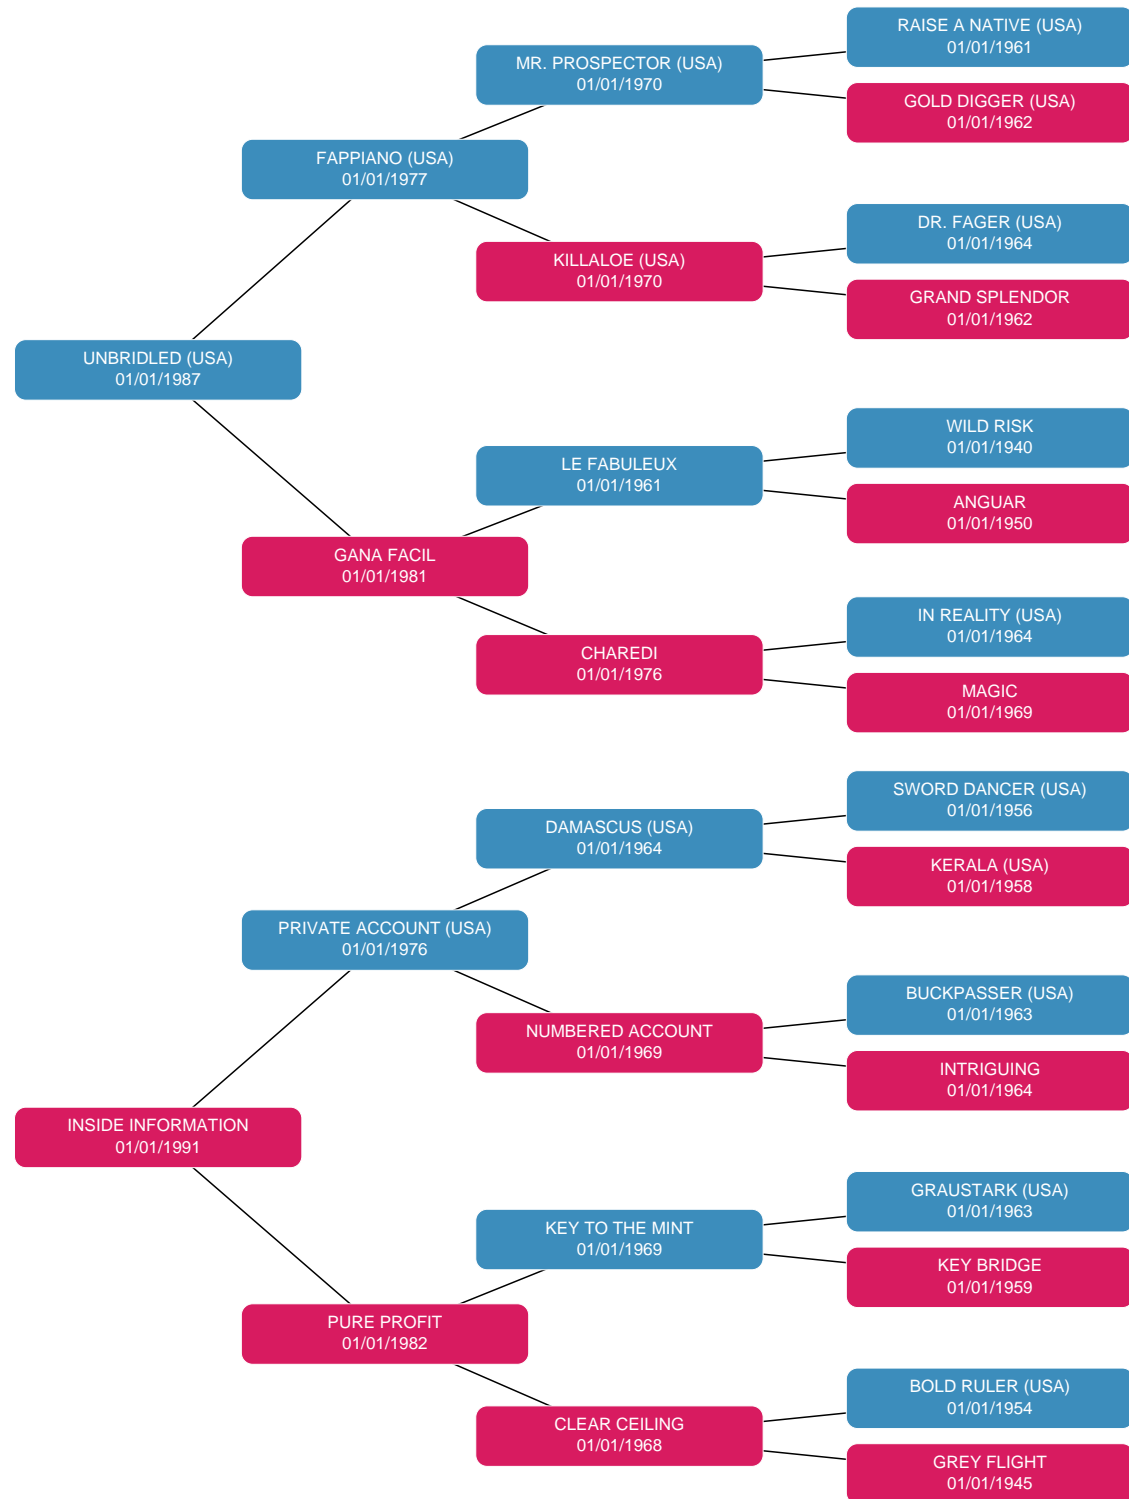 RAISE A NATIVE (USA)
01/01/1961
MR. PROSPECTOR (USA)
01/01/1970
GOLD DIGGER (USA)
01/01/1962
FAPPIANO (USA)
01/01/1977
DR. FAGER (USA)
01/01/1964
KILLALOE (USA)
01/01/1970
GRAND SPLENDOR
01/01/1962
UNBRIDLED (USA)
01/01/1987
WILD RISK
01/01/1940
LE FABULEUX
01/01/1961
ANGUAR
01/01/1950
GANA FACIL
01/01/1981
IN REALITY (USA)
01/01/1964
CHAREDI
01/01/1976
MAGIC
01/01/1969
SWORD DANCER (USA)
01/01/1956
DAMASCUS (USA)
01/01/1964
KERALA (USA)
01/01/1958
PRIVATE ACCOUNT (USA)
01/01/1976
BUCKPASSER (USA)
01/01/1963
NUMBERED ACCOUNT
01/01/1969
INTRIGUING
01/01/1964
INSIDE INFORMATION
01/01/1991
GRAUSTARK (USA)
01/01/1963
KEY TO THE MINT
01/01/1969
KEY BRIDGE
01/01/1959
PURE PROFIT
01/01/1982
BOLD RULER (USA)
01/01/1954
CLEAR CEILING
01/01/1968
GREY FLIGHT
01/01/1945